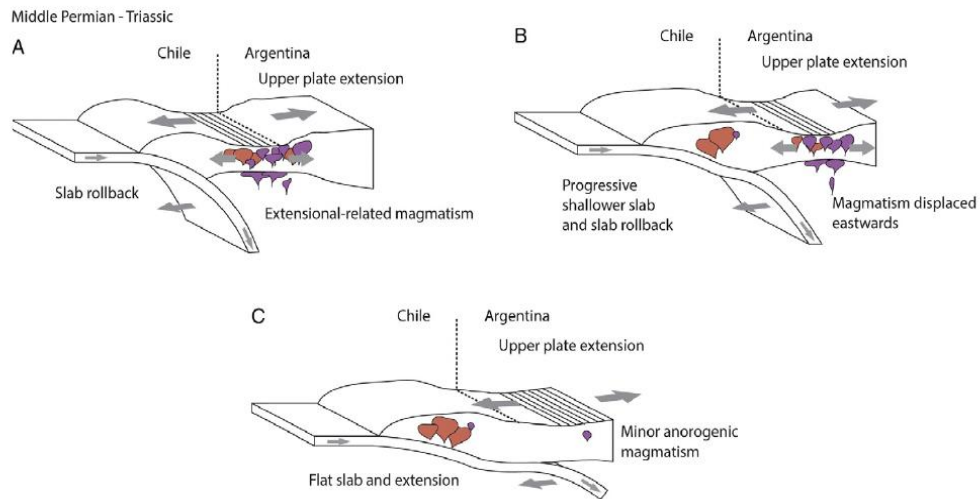 Middle Permian - Triassic
A
Chile
Argentina
Upper plate extension
Slab rollback
Extensional-related magmatism
B
Chile
Argentina
Upper plate extension
Progressive
shallower slab
and slab rollback
Magmatism displaced
eastwards
C
Chile
Argentina
Upper plate extension
Minor anorogenic
magmatism
Flat slab and extension